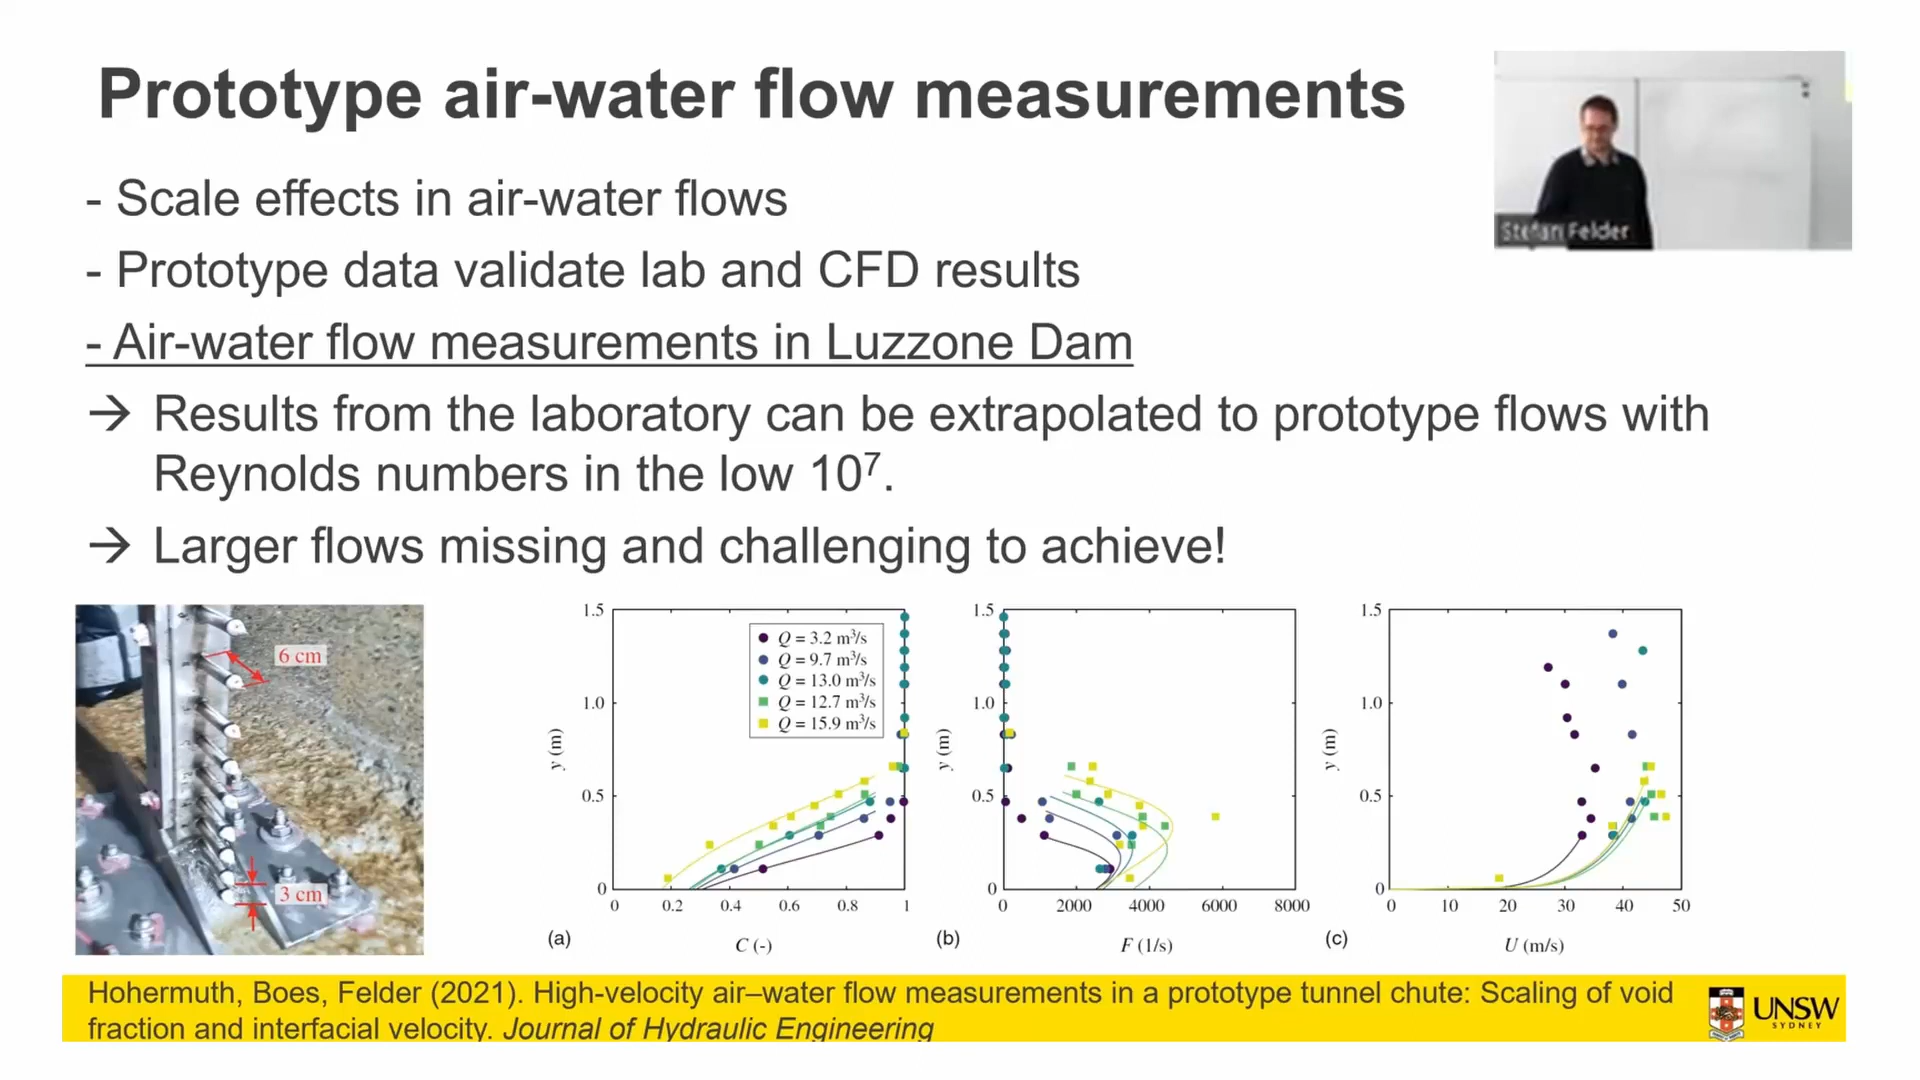 Prototype air-water flow measurements
Stefan Felder
- Scale effects in air-water flows
- Prototype data validate lab and CFD results
- Air-water flow measurements in Luzzone Dam
→ Results from the laboratory can be extrapolated to prototype flows with
Reynolds numbers in the low 10⁷.
→ Larger flows missing and challenging to achieve!
6 cm
3 cm
1.5
1.0
0.5
0
y (m)
Q = 3.2 m³/s
Q = 9.7 m³/s
Q = 13.0 m³/s
Q = 12.7 m³/s
Q = 15.9 m³/s
0 0.2 0.4 0.6 0.8 1
(a) C (-)
1.5
1.0
0.5
0
y (m)
0 2000 4000 6000 8000
(b) F (1/s)
1.5
1.0
0.5
0
y (m)
0 10 20 30 40 50
(c) U (m/s)
Hohermuth, Boes, Felder (2021). High-velocity air–water flow measurements in a prototype tunnel chute: Scaling of void
fraction and interfacial velocity. Journal of Hydraulic Engineering
UNSW
SYDNEY